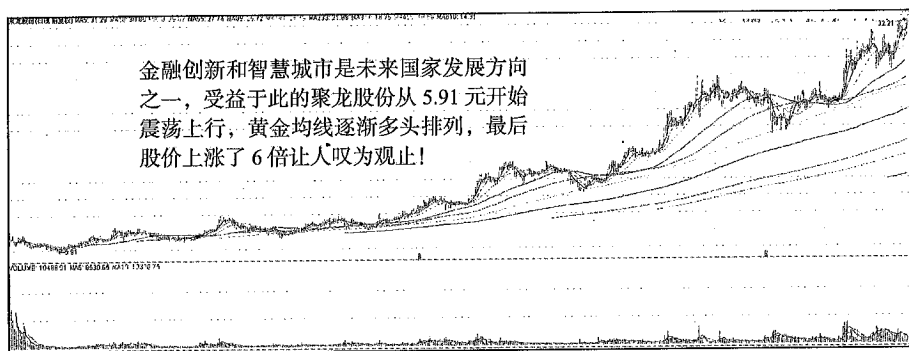 金融创新和智慧城市是未来国家发展方向
之一，受益于此的聚龙股份从 5.91 元开始
震荡上行，黄金均线逐渐多头排列，最后
股价上涨了 6 倍让人叹为观止！
5.91